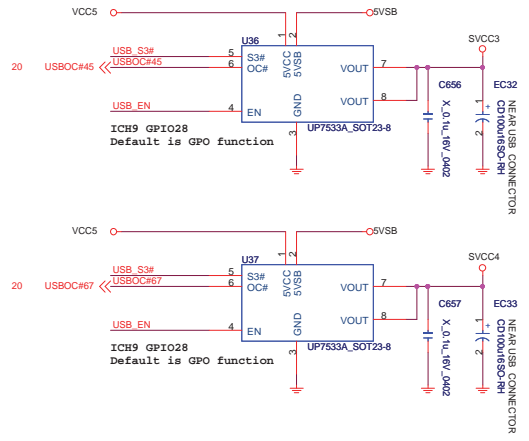 VCC5
5VSB
U36
SVCC3
1
2
USB_S3#
5
S3#
20
USBOC#45
USBOC#45
6
OC#
5VCC
5VSB
VOUT
7
C656
EC32
VOUT
8
USB_EN
4
EN
GND
3
UP7533A_SOT23-8
X_0.1u_16V_0402
1
+
2
CD100u16SO-RH
NEAR USB CONNECTOR
ICH9 GPIO28
Default is GPO function
VCC5
5VSB
U37
SVCC4
1
2
USB_S3#
5
S3#
20
USBOC#67
USBOC#67
6
OC#
5VCC
5VSB
VOUT
7
C657
EC33
VOUT
8
USB_EN
4
EN
GND
3
UP7533A_SOT23-8
X_0.1u_16V_0402
1
+
2
CD100u16SO-RH
NEAR USB CONNECTOR
ICH9 GPIO28
Default is GPO function